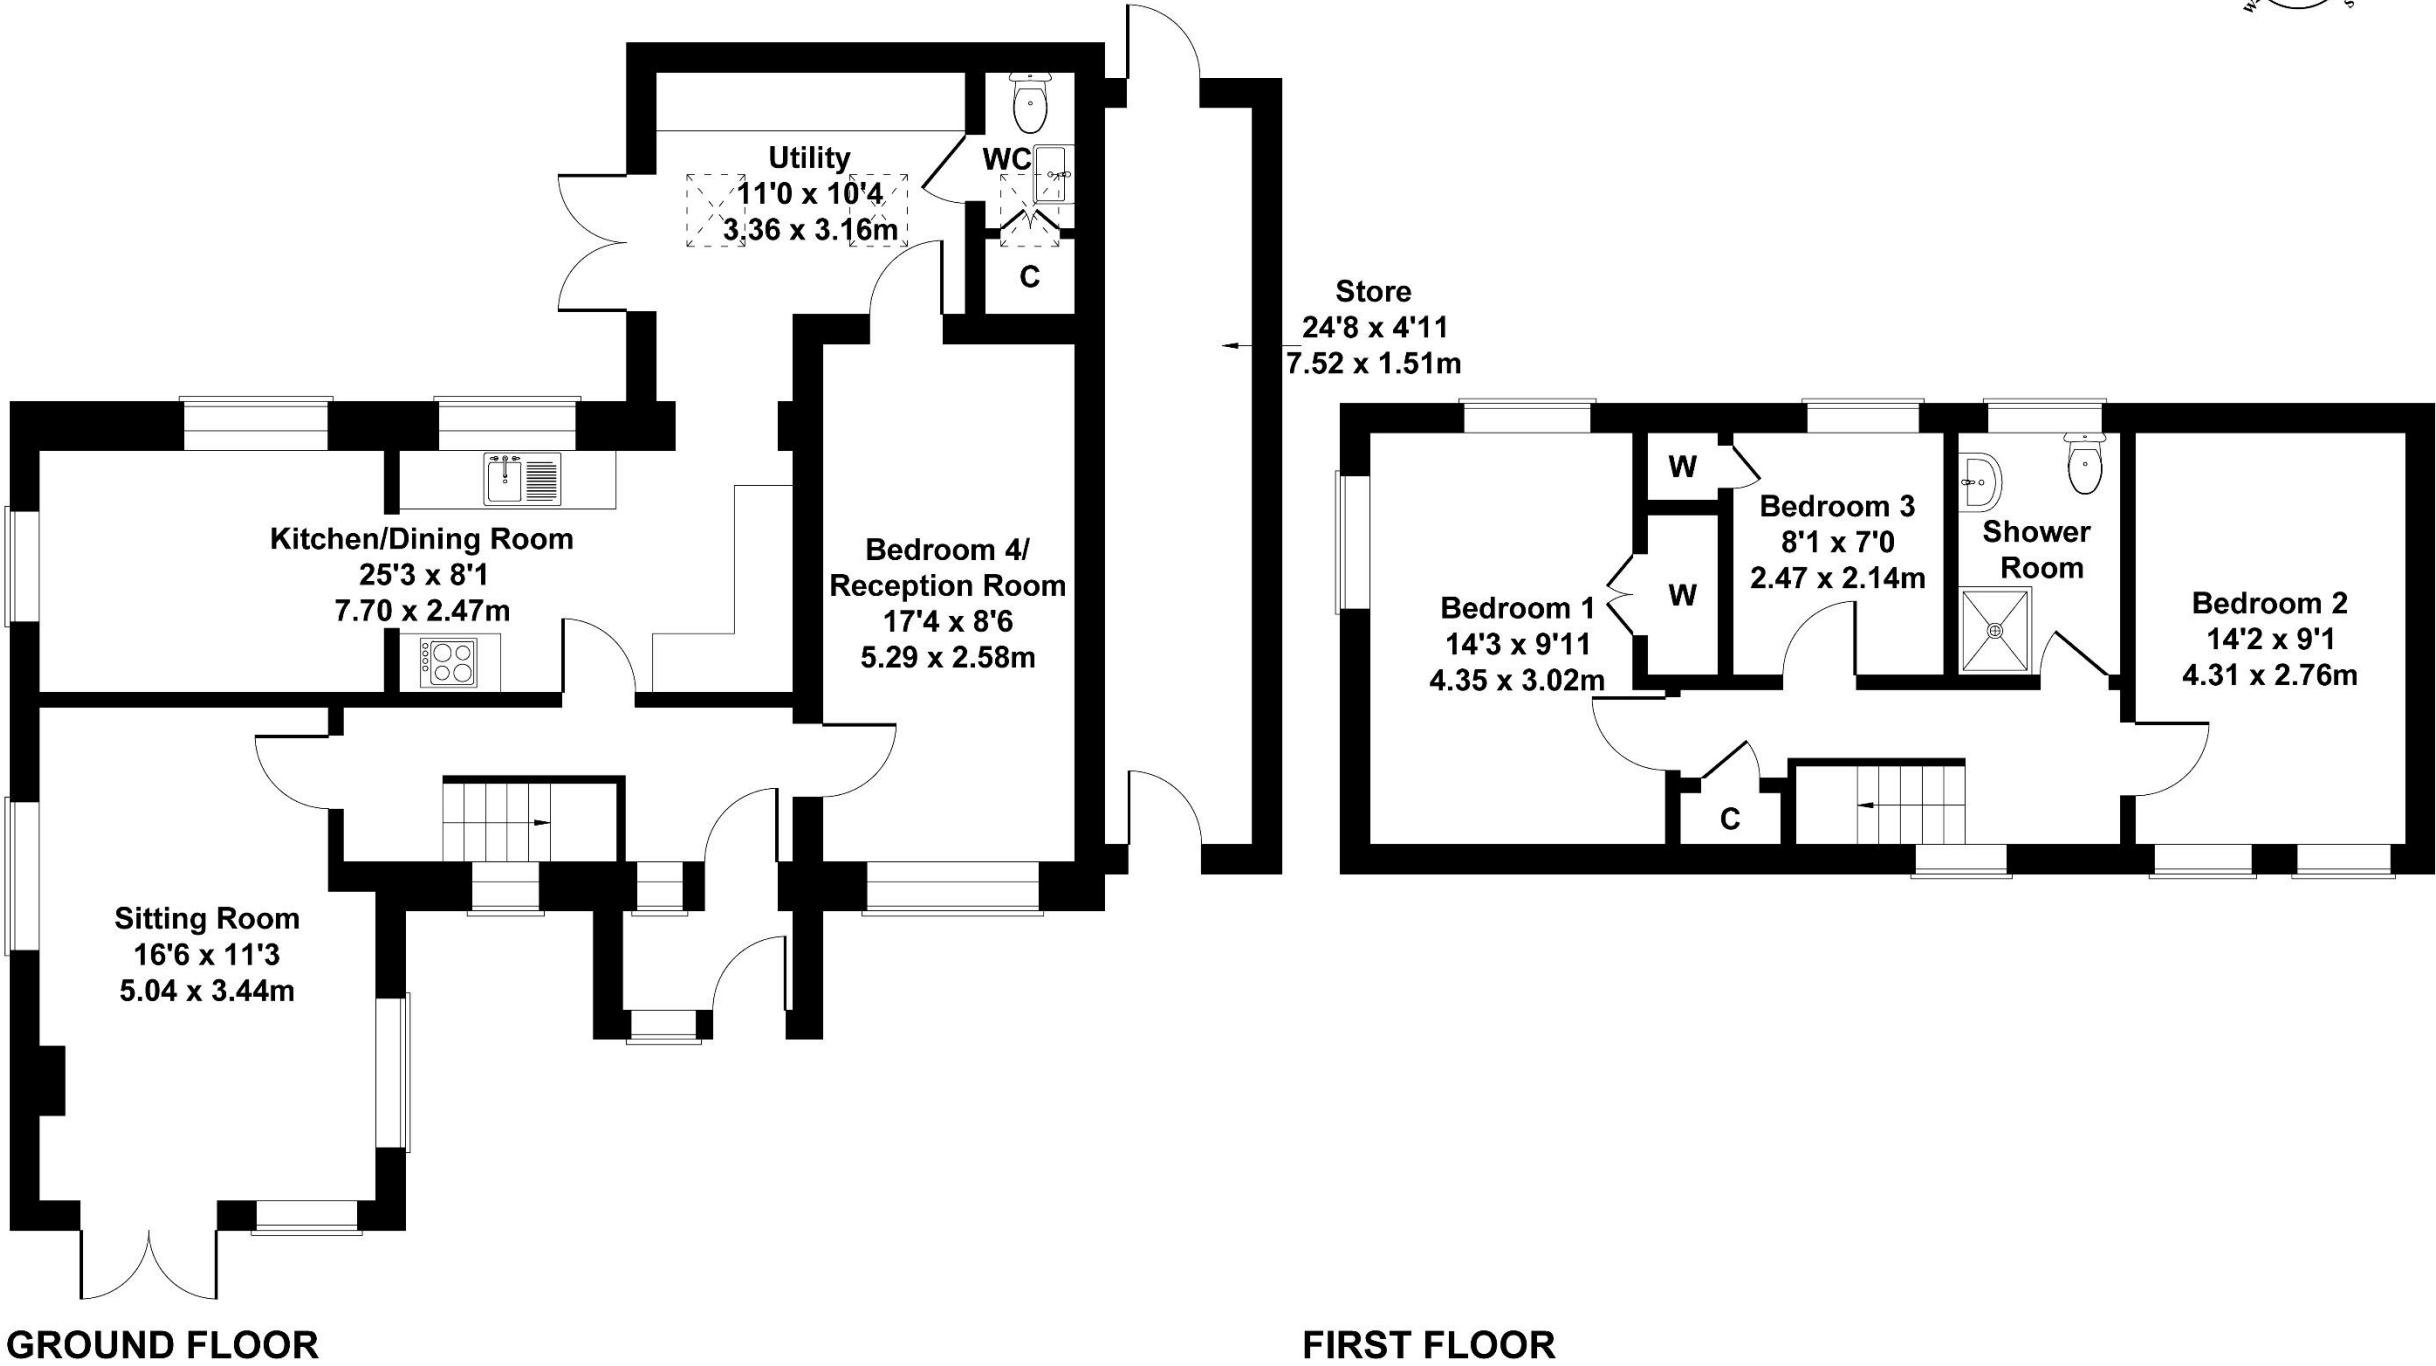 Utility
11'0 x 10'4
3.36 x 3.16m
WC
C
Store
24'8 x 4'11
7.52 x 1.51m
Kitchen/Dining Room
25'3 x 8'1
7.70 x 2.47m
Bedroom 4/
Reception Room
17'4 x 8'6
5.29 x 2.58m
Sitting Room
16'6 x 11'3
5.04 x 3.44m
GROUND FLOOR
W
W
Bedroom 3
8'1 x 7'0
2.47 x 2.14m
Shower
Room
Bedroom 1
14'3 x 9'11
4.35 x 3.02m
Bedroom 2
14'2 x 9'1
4.31 x 2.76m
C
FIRST FLOOR